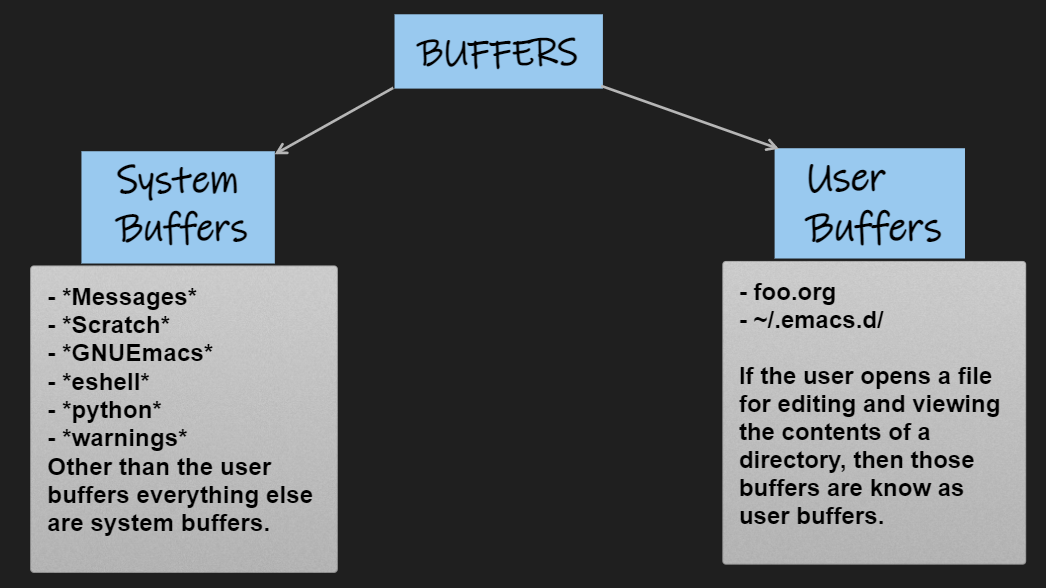 BUFFERS
System
Buffers
- *Messages*
- *Scratch*
- *GNUEmacs*
- *eshell*
- *python*
- *warnings*
Other than the user
buffers everything else
are system buffers.
User
Buffers
- foo.org
- ~/.emacs.d/
If the user opens a file
for editing and viewing
the contents of a
directory, then those
buffers are know as
user buffers.